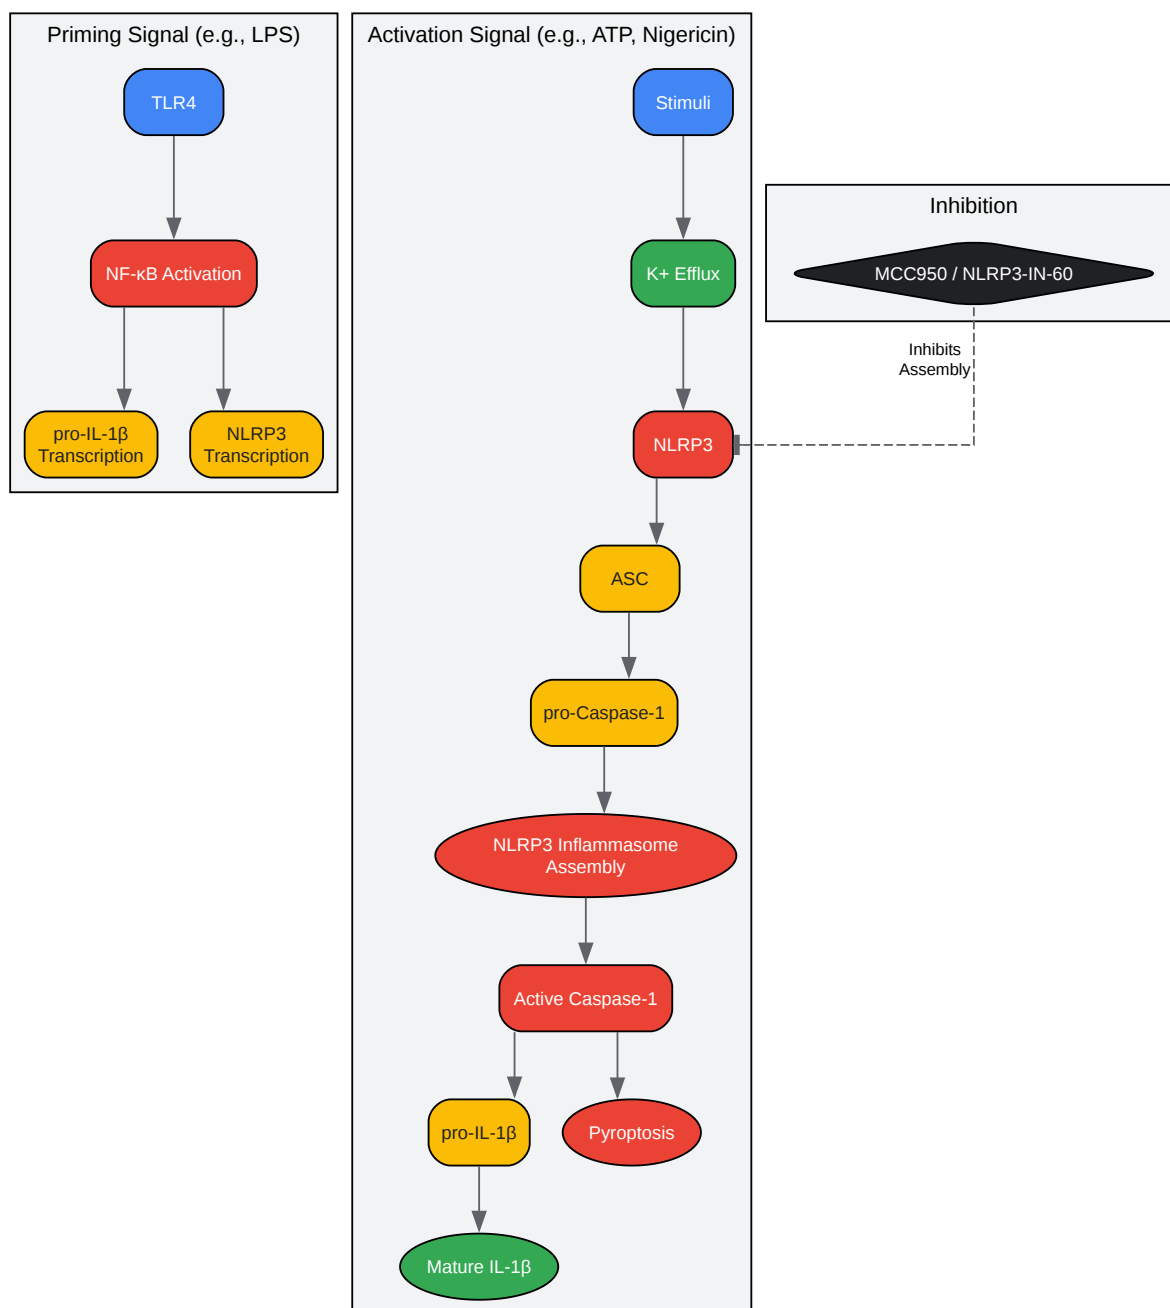 Priming Signal (e.g., LPS)
TLR4
NF-κB Activation
pro-IL-1β
Transcription
NLRP3
Transcription
Activation Signal (e.g., ATP, Nigericin)
Stimuli
K+ Efflux
NLRP3
ASC
pro-Caspase-1
NLRP3 Inflammasome
Assembly
Active Caspase-1
pro-IL-1β
Pyroptosis
Mature IL-1β
Inhibition
MCC950 / NLRP3-IN-60
Inhibits
Assembly